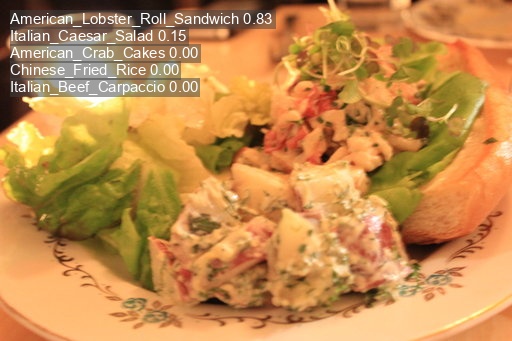 American_Lobster_Roll_Sandwich 0.83
Italian_Caesar_Salad 0.15
American_Crab_Cakes 0.00
Chinese_Fried_Rice 0.00
Italian_Beef_Carpaccio 0.00